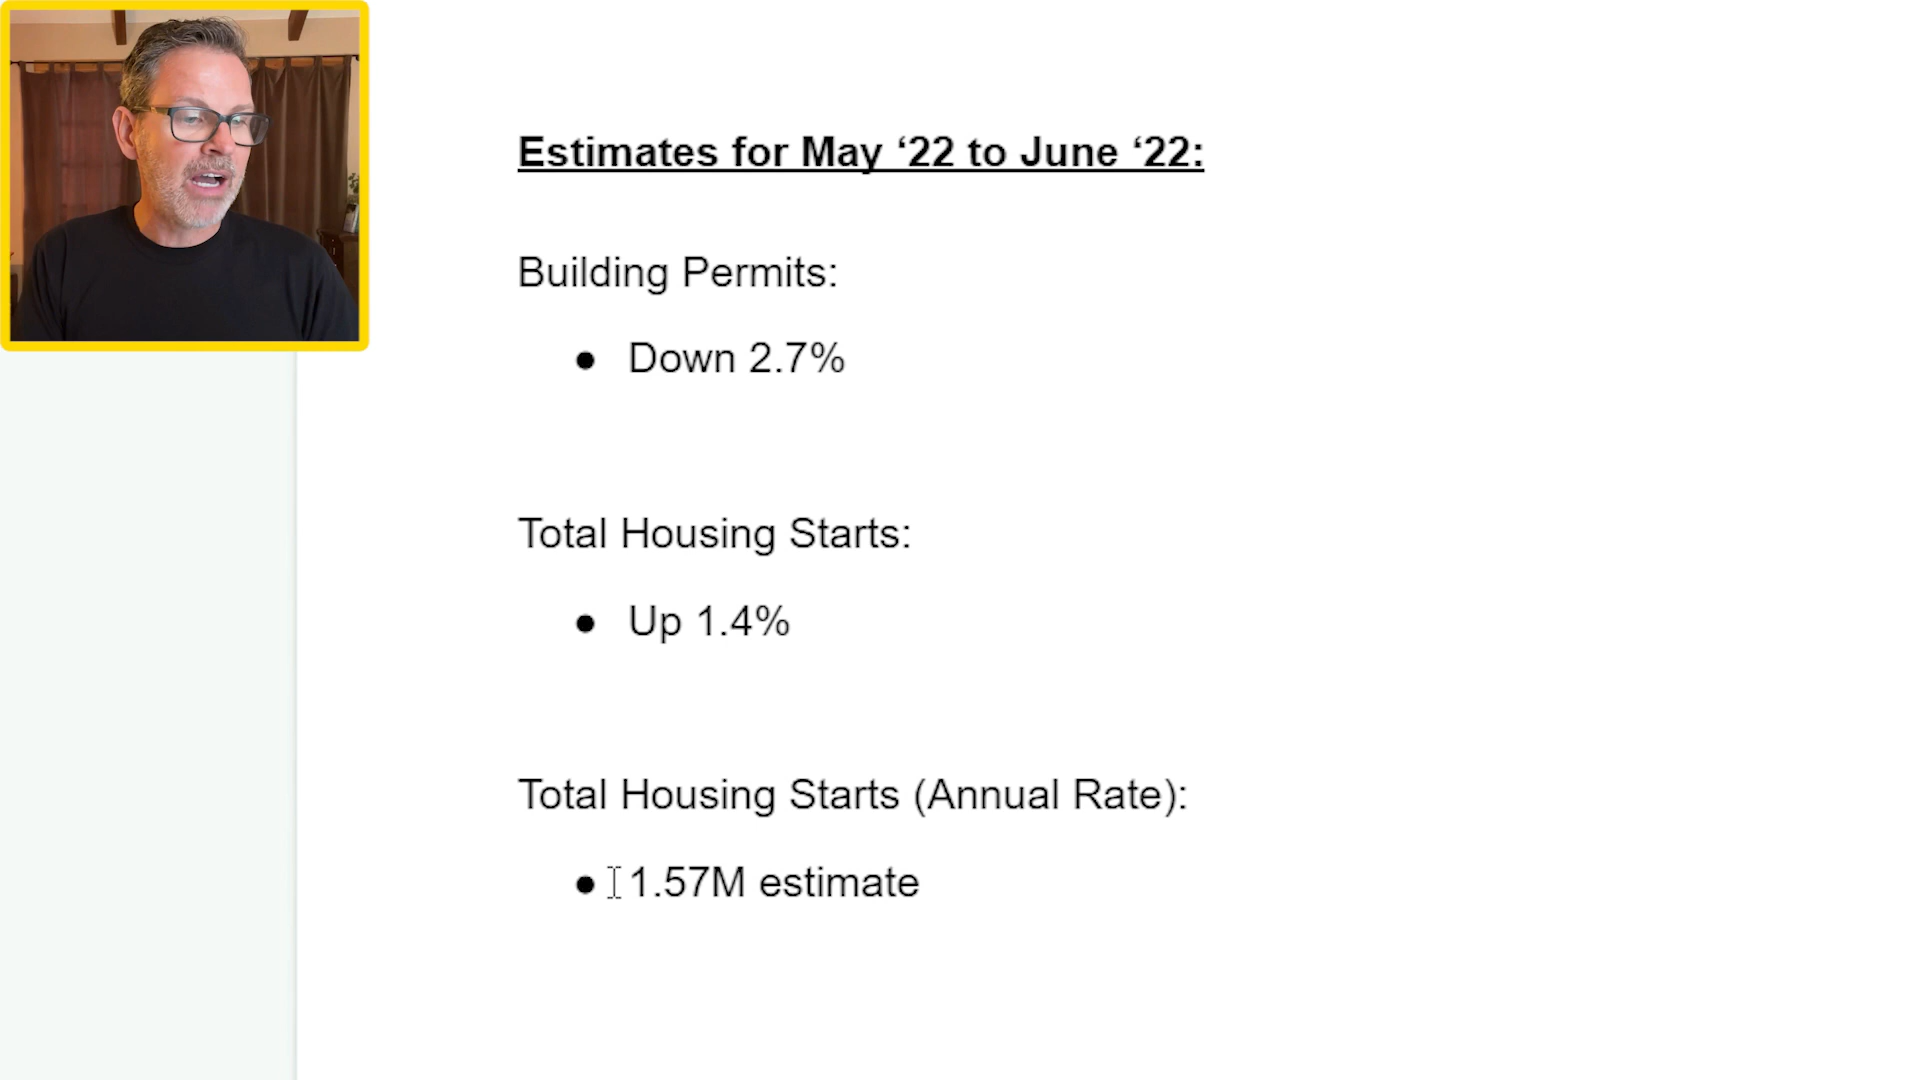 Estimates for May ‘22 to June ‘22:
Building Permits:
● Down 2.7%
Total Housing Starts:
● Up 1.4%
Total Housing Starts (Annual Rate):
● 1.57M estimate